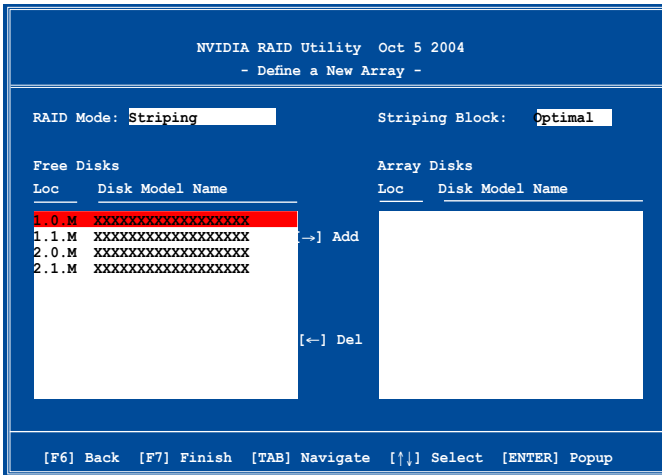 NVIDIA RAID Utility Oct 5 2004
- Define a New Array -
RAID Mode: Striping
Striping Block: Optimal
Free Disks
Loc Disk Model Name
1.0.M XXXXXXXXXXXXXXXXXX
1.1.M XXXXXXXXXXXXXXXXXX
2.0.M XXXXXXXXXXXXXXXXXX
2.1.M XXXXXXXXXXXXXXXXXX
[→] Add
[←] Del
Array Disks
Loc Disk Model Name
[F6] Back [F7] Finish [TAB] Navigate [↑↓] Select [ENTER] Popup